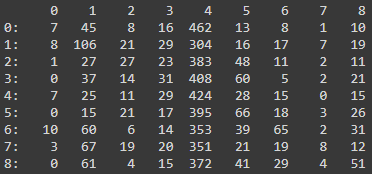 0 1 2 3 4 5 6 7 8
0: 7 45 8 16 462 13 8 1 10
1: 8 106 21 29 304 16 17 7 19
2: 1 27 27 23 383 48 11 2 11
3: 0 37 14 31 408 60 5 2 21
4: 7 25 11 29 424 28 15 0 15
5: 0 15 21 17 395 66 18 3 26
6: 10 60 6 14 353 39 65 2 31
7: 3 67 19 20 351 21 19 8 12
8: 0 61 4 15 372 41 29 4 51